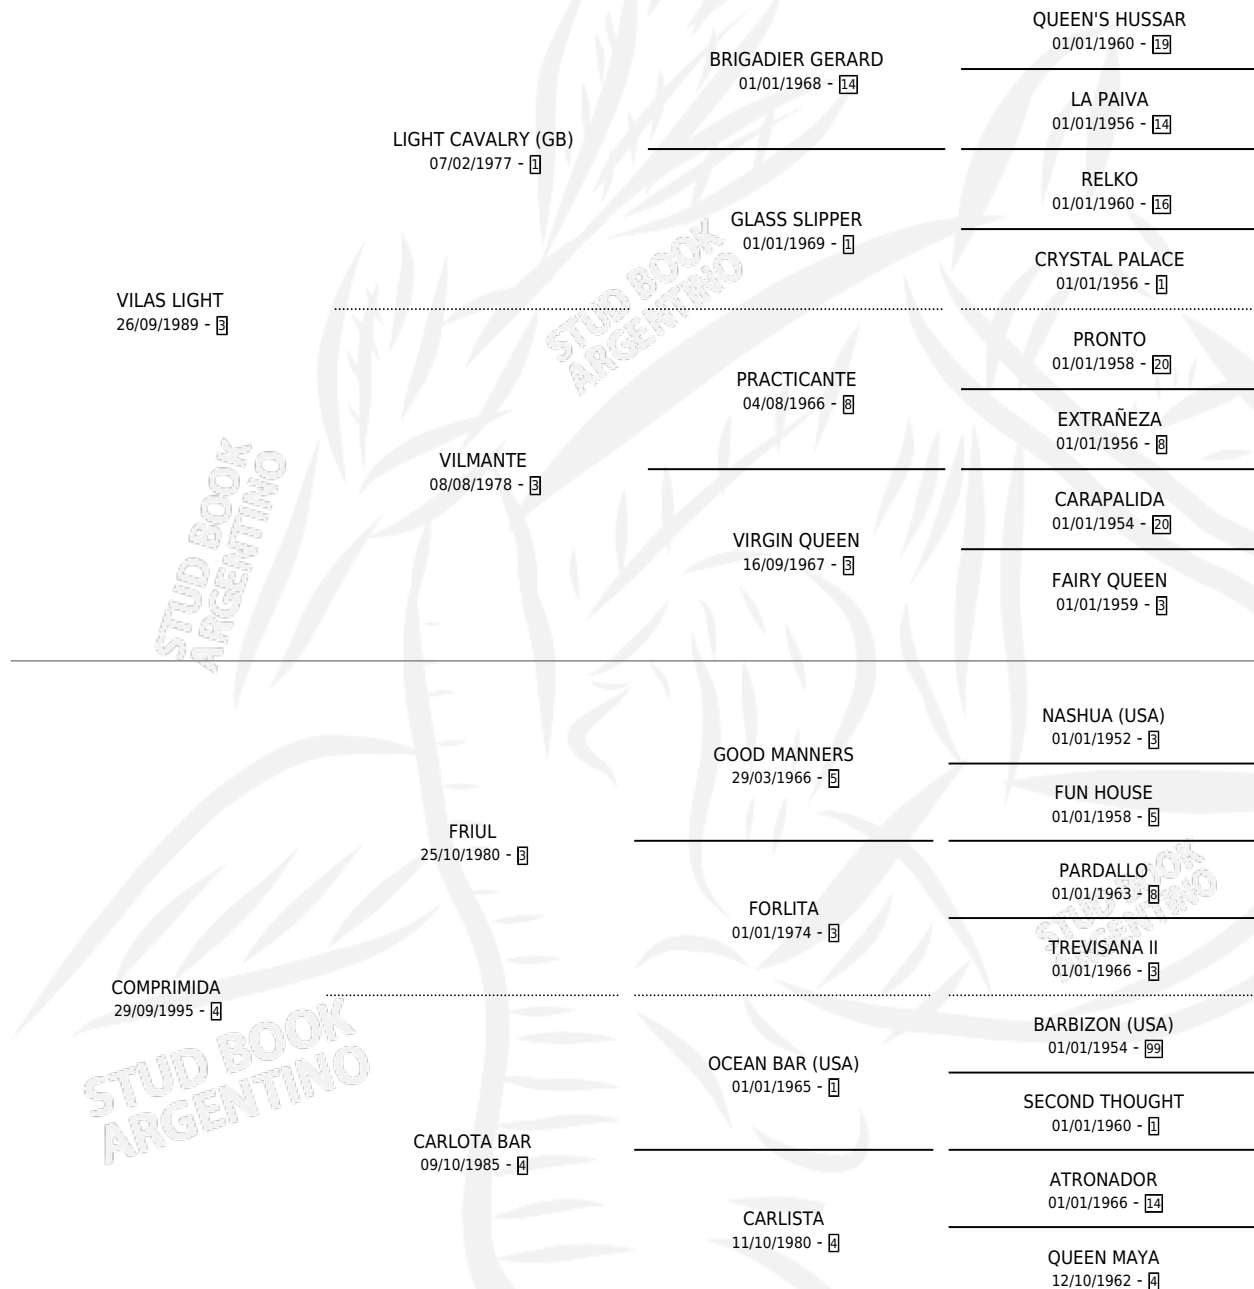 QUEEN'S HUSSAR
01/01/1960 - 19
BRIGADIER GERARD
01/01/1968 - 14
LA PAIVA
01/01/1956 - 14
LIGHT CAVALRY (GB)
07/02/1977 - 1
RELKO
01/01/1960 - 16
GLASS SLIPPER
01/01/1969 - 1
CRYSTAL PALACE
01/01/1956 - 1
VILAS LIGHT
26/09/1989 - 3
PRONTO
01/01/1958 - 20
PRACTICANTE
04/08/1966 - 8
EXTRAÑEZA
01/01/1956 - 8
VILMANTE
08/08/1978 - 3
CARAPALIDA
01/01/1954 - 20
VIRGIN QUEEN
16/09/1967 - 3
FAIRY QUEEN
01/01/1959 - 3
NASHUA (USA)
01/01/1952 - 3
GOOD MANNERS
29/03/1966 - 5
FUN HOUSE
01/01/1958 - 5
FRIUL
25/10/1980 - 3
PARDALLO
01/01/1963 - 8
FORLITA
01/01/1974 - 3
TREVISANA II
01/01/1966 - 3
COMPRIMIDA
29/09/1995 - 4
BARBIZON (USA)
01/01/1954 - 99
OCEAN BAR (USA)
01/01/1965 - 1
SECOND THOUGHT
01/01/1960 - 1
CARLOTA BAR
09/10/1985 - 4
ATRONADOR
01/01/1966 - 14
CARLISTA
11/10/1980 - 4
QUEEN MAYA
12/10/1962 - 4
STUD BOOK
ARGENTINO
STUD BOOK
ARGENTINO
STUD BOOK
ARGENTINO
STUD BOOK
ARGENTINO